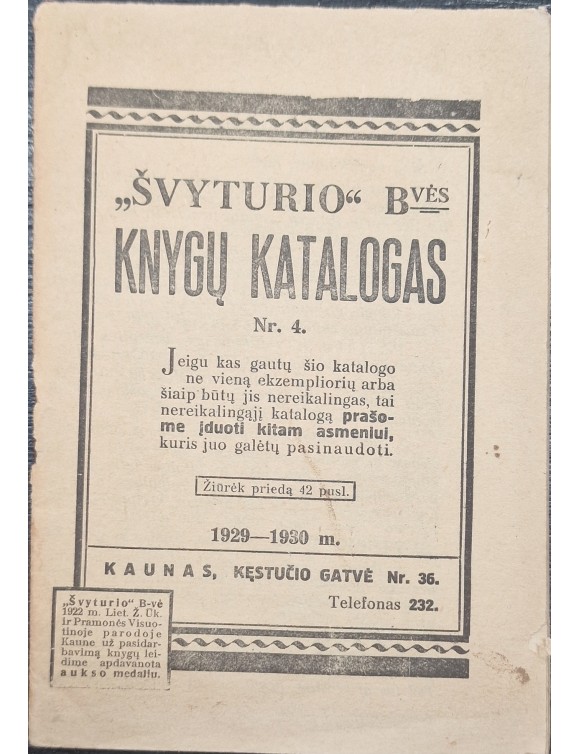 „ŠVYTURIO“ BVĖS
KNYGŲ KATALOGAS
Nr. 4.
Jeigu kas gautų šio katalogo
ne vieną ekzempliorių arba
šiaip būtų jis nereikalingas, tai
nereikalingąjį katalogą prašo-
me įduoti kitam asmeniui,
kuris juo galėtų pasinaudoti.
Žiūrėk priedą 42 pusl.
1929—1930 m.
KAUNAS, KĘSTUČIO GATVĖ Nr. 36.
Telefonas 232.
„Švyturio“ B-vė
1922 m. Liet. Ž. Ūk.
ir Pramonės Visuo-
tinoje parodoje
Kaune už pasidar-
bavimą knygų lei-
dime apdovanota
aukso medaliu.